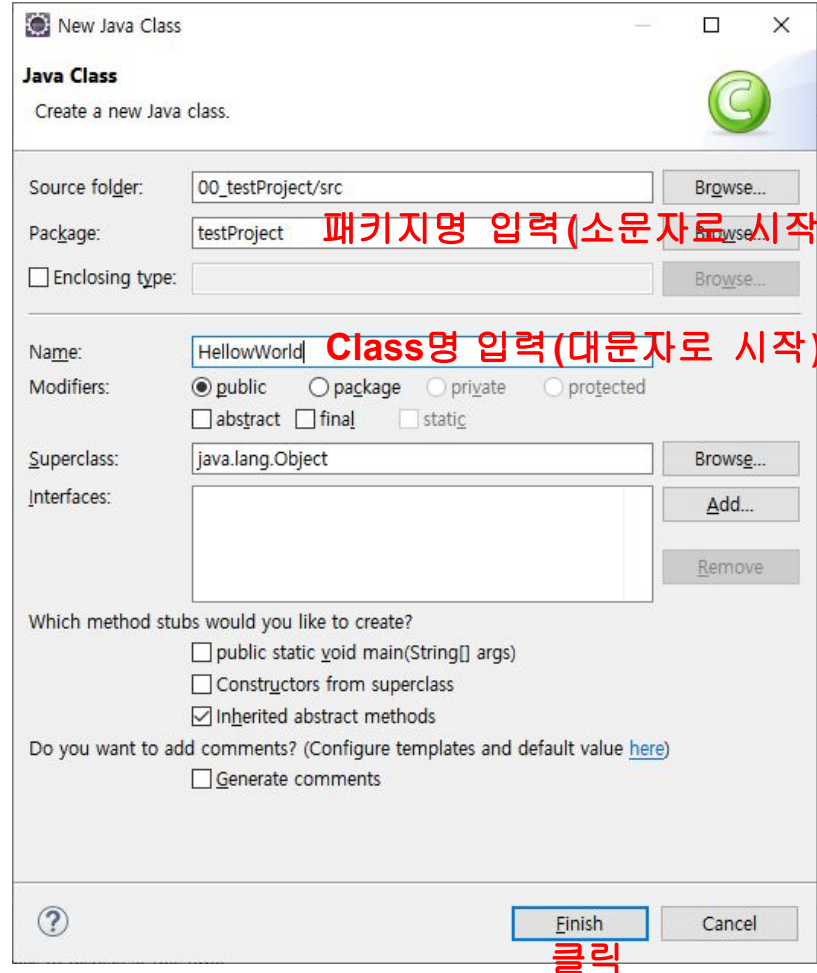 New Java Class
Java Class
Create a new Java class.
Source folder: 00_testProject/src Browse...
Package: testProject 패키지명 입력(소문자로 시작 Browse...
Enclosing type: Browse...
Name: HellowWorld Class명 입력(대문자로 시작)
Modifiers: public package private protected
abstract final static
Superclass: java.lang.Object Browse...
Interfaces: Add...
Remove
Which method stubs would you like to create?
public static void main(String[] args)
Constructors from superclass
Inherited abstract methods
Do you want to add comments? (Configure templates and default value here)
Generate comments
Finish Cancel
클릭